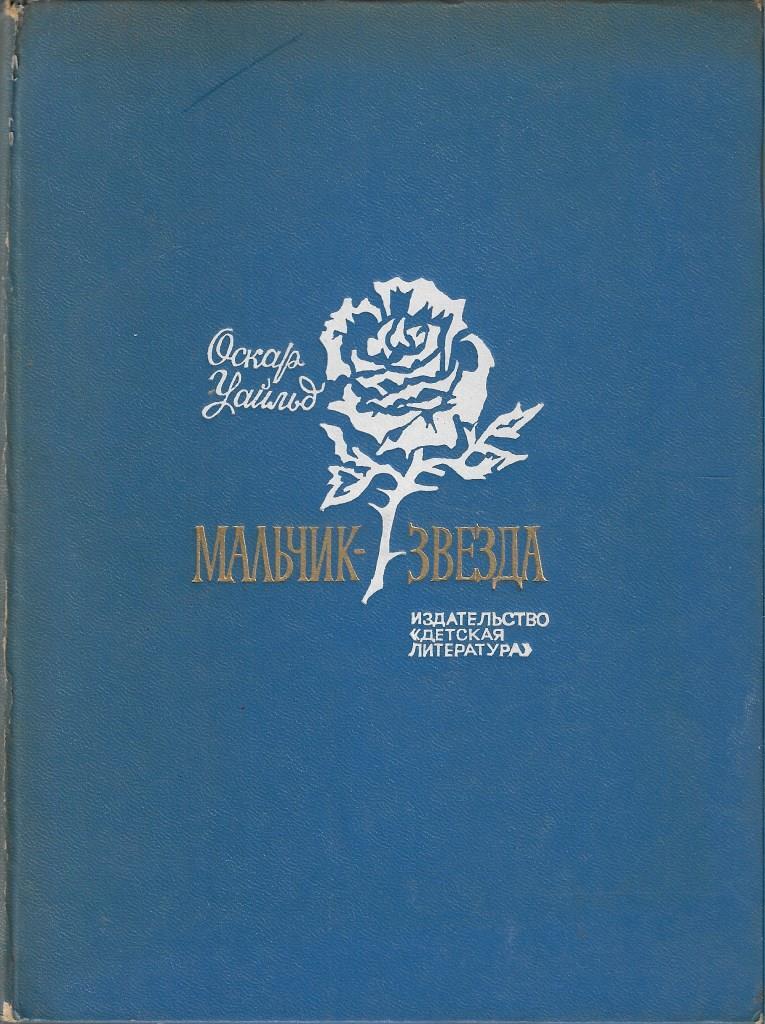 Оскар
Уайльд
МАЛЬЧИК-ЗВЕЗДА
ИЗДАТЕЛЬСТВО
«ДЕТСКАЯ
ЛИТЕРАТУРА»